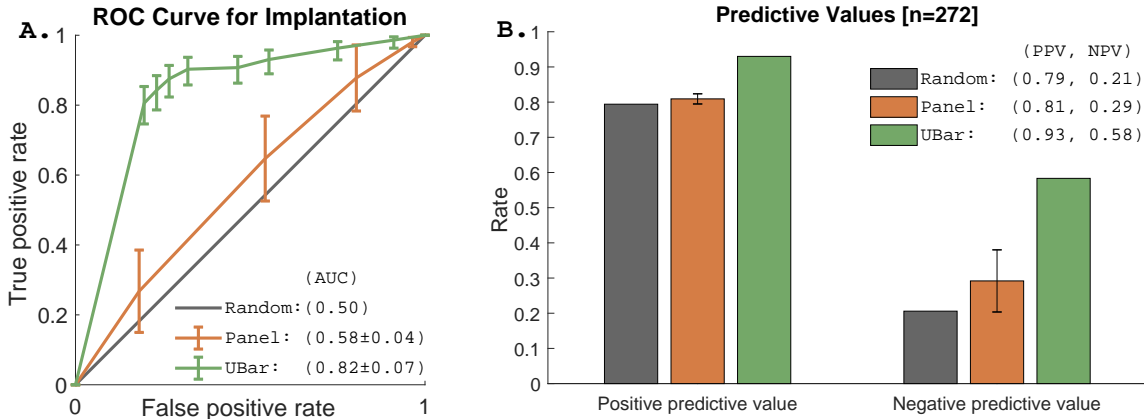 A.
ROC Curve for Implantation
1
0.8
0.6
0.4
0.2
0
True positive rate
(AUC)
Random:(0.50)
Panel: (0.58±0.04)
UBar: (0.82±0.07)
0
False positive rate
1
B.
Predictive Values [n=272]
1
0.9
0.8
0.7
0.6
0.5
0.4
0.3
0.2
0.1
0
Rate
(PPV, NPV)
Random: (0.79, 0.21)
Panel: (0.81, 0.29)
UBar: (0.93, 0.58)
Positive predictive value
Negative predictive value